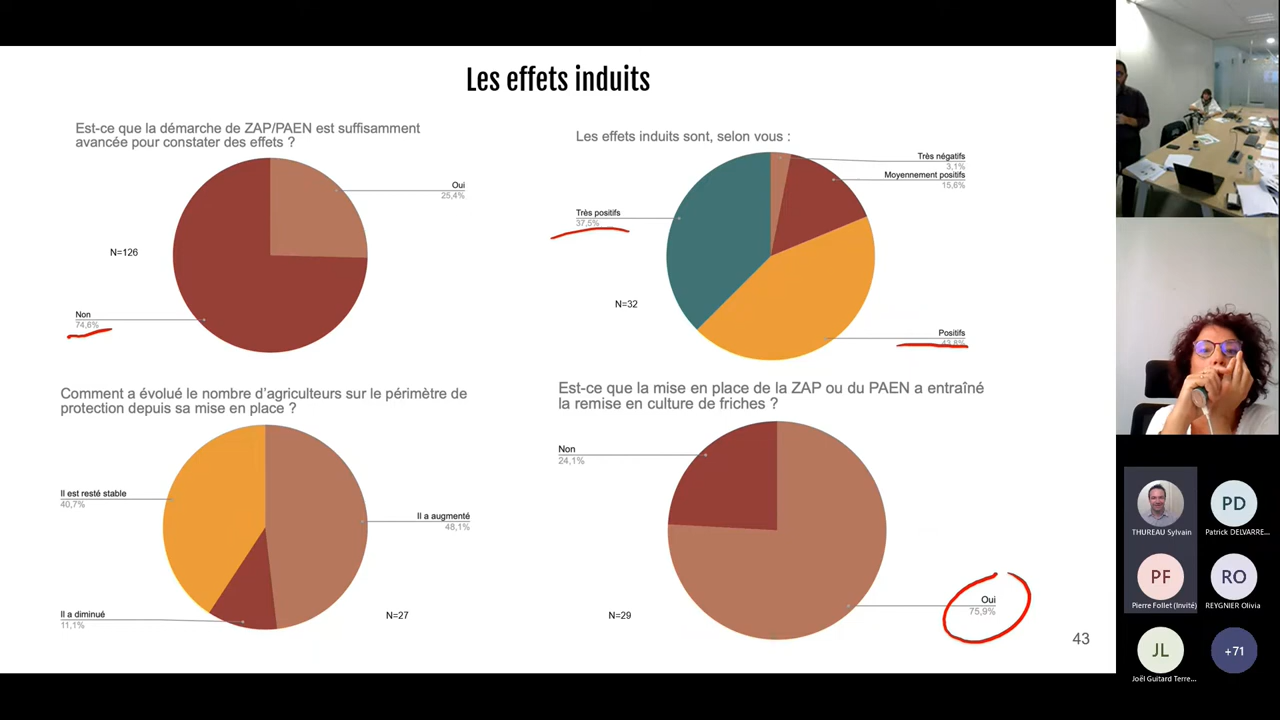 Les effets induits
Est-ce que la démarche de ZAP/PAEN est suffisamment
avancée pour constater des effets ?
Oui
25,4%
N=126
Non
74,6%
Les effets induits sont, selon vous :
Très négatifs
3,1%
Moyennement positifs
15,6%
Très positifs
37,5%
N=32
Positifs
43,8%
Comment a évolué le nombre d'agriculteurs sur le périmètre de
protection depuis sa mise en place ?
Il est resté stable
40,7%
Il a augmenté
48,1%
Il a diminué
11,1%
N=27
Est-ce que la mise en place de la ZAP ou du PAEN a entraîné
la remise en culture de friches ?
Non
24,1%
Oui
75,9%
N=29
43
THUREAU Sylvain
PD
Patrick DELVARRE...
PF
Pierre Follet (Invité)
RO
REYGNIER Olivia
JL
Joël Guitard Terre...
+71